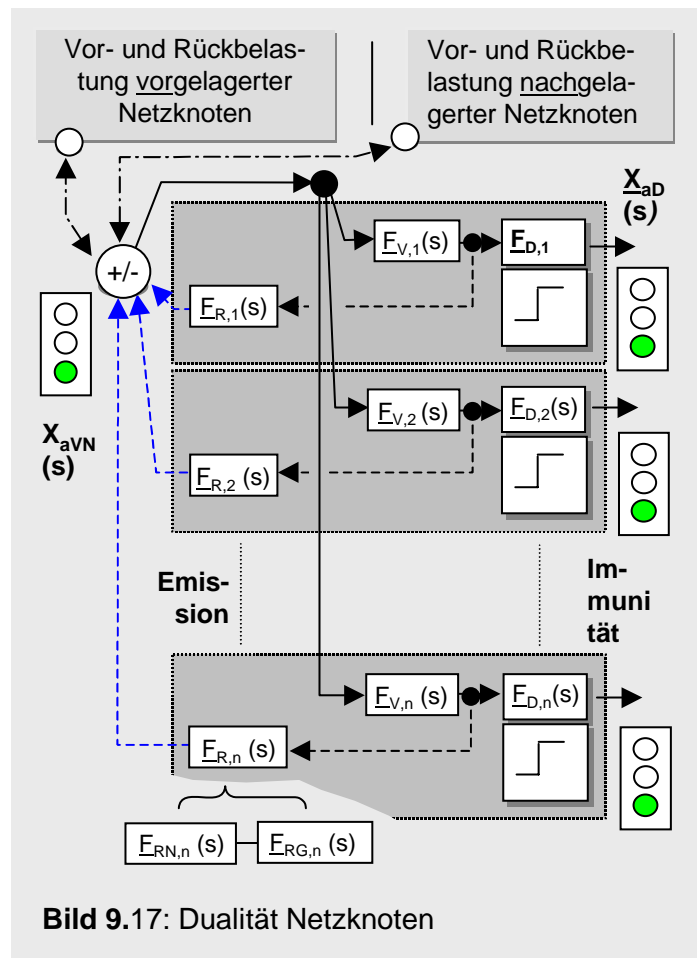 Vor- und Rückbelas-
tung vorgelagerter
Netzknoten
Vor- und Rückbe-
lastung nachgela-
gerter Netzknoten
X_aD
(s)
F_V,1(s)
F_D,1
+/-
F_R,1(s)
X_aVN
(s)
F_V,2 (s)
F_D,2(s)
F_R,2 (s)
Emis-
sion
Im-
muni
tät
F_V,n (s)
F_D,n(s)
F_R,n (s)
F_RN,n (s)
F_RG,n (s)
Bild 9.17: Dualität Netzknoten